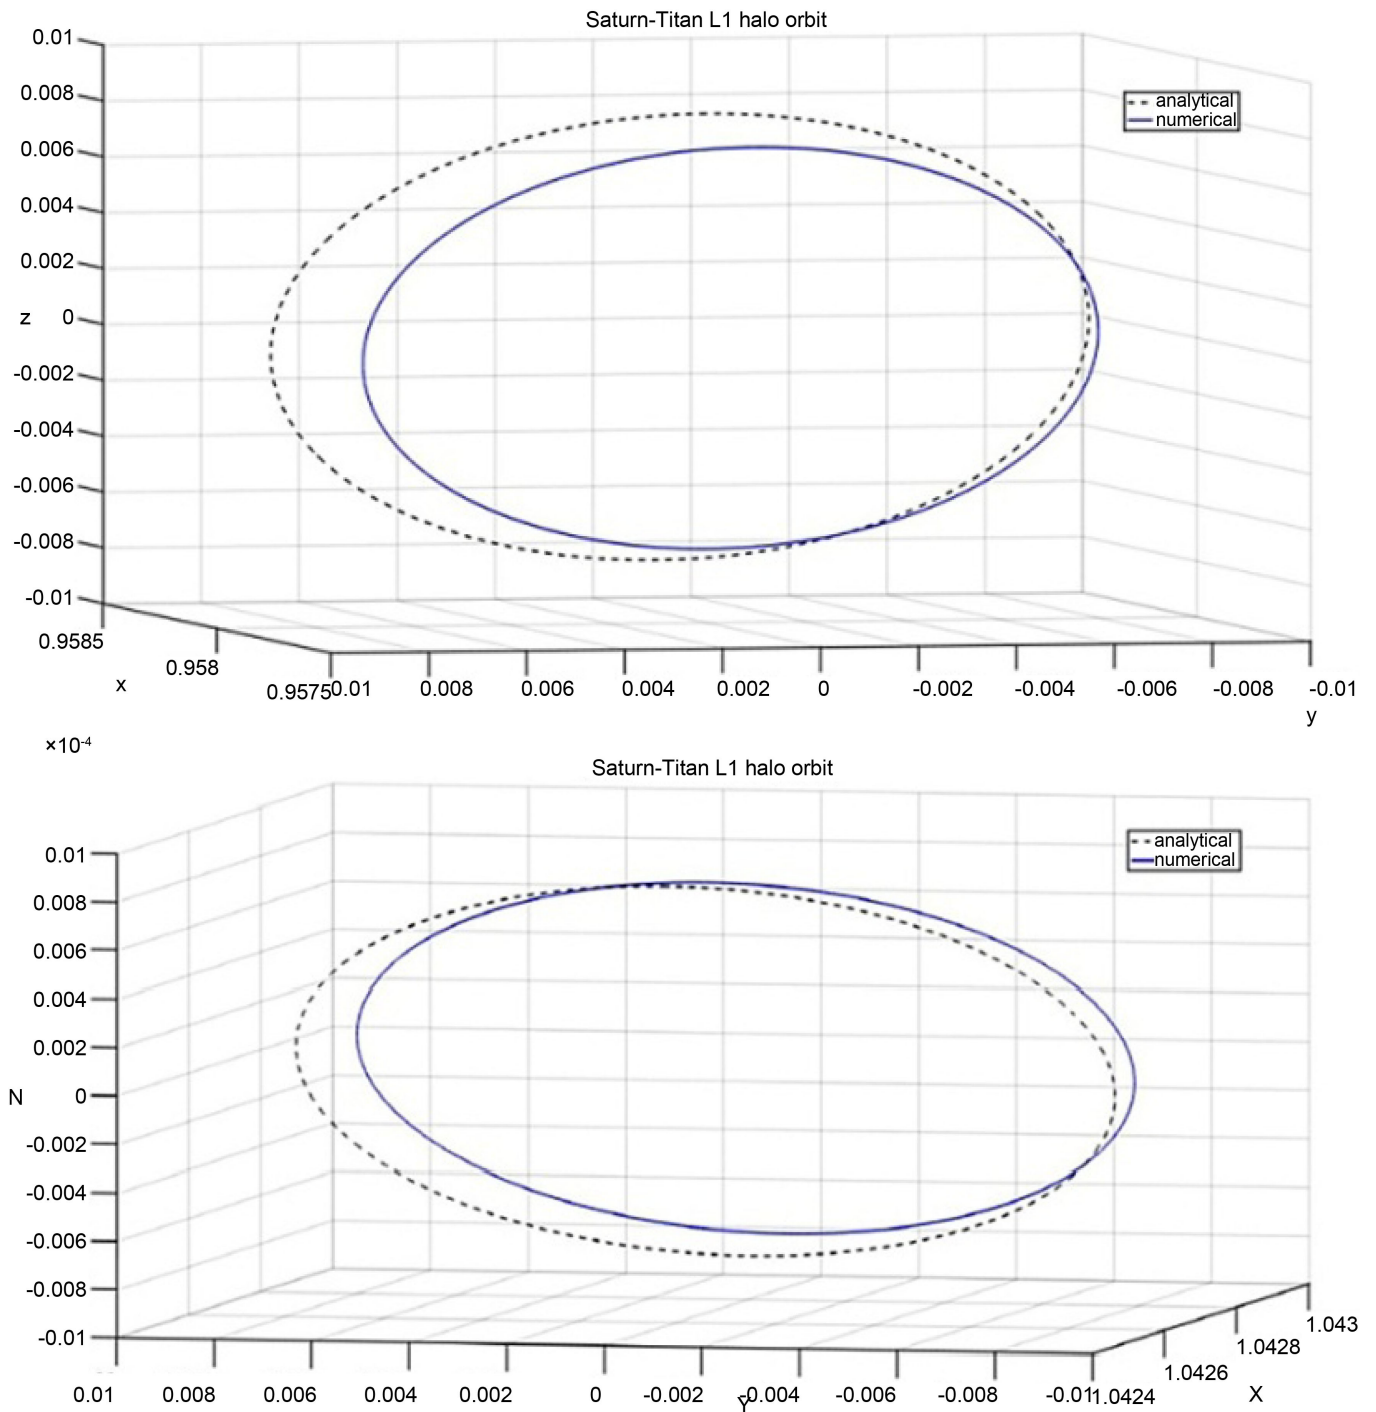 Saturn-Titan L1 halo orbit
0.01
0.008
0.006
0.004
0.002
z 0
-0.002
-0.004
-0.006
-0.008
-0.01
analytical
numerical
0.9585
0.958
0.9575
x
0.01 0.008 0.006 0.004 0.002 0 -0.002 -0.004 -0.006 -0.008 -0.01
y
×10-4
Saturn-Titan L1 halo orbit
analytical
numerical
0.01
0.008
0.006
0.004
0.002
N 0
-0.002
-0.004
-0.006
-0.008
-0.01
1.043
1.0428
1.0426
0.01 0.008 0.006 0.004 0.002 0 -0.002 -0.004 -0.006 -0.008 -0.01 1.0424
Y
X